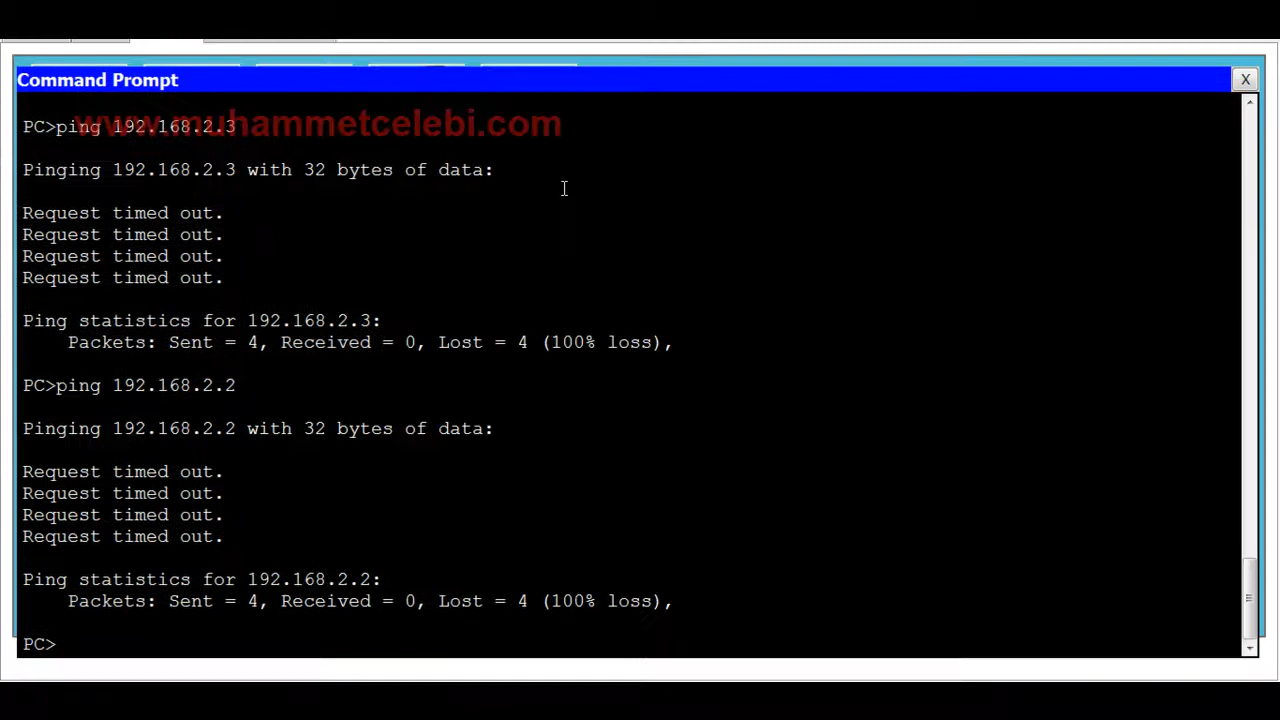 Command Prompt
X
www.muhammetcelebi.com
PC>ping 192.168.2.3
Pinging 192.168.2.3 with 32 bytes of data:
Request timed out.
Request timed out.
Request timed out.
Request timed out.
Ping statistics for 192.168.2.3:
    Packets: Sent = 4, Received = 0, Lost = 4 (100% loss),
PC>ping 192.168.2.2
Pinging 192.168.2.2 with 32 bytes of data:
Request timed out.
Request timed out.
Request timed out.
Request timed out.
Ping statistics for 192.168.2.2:
    Packets: Sent = 4, Received = 0, Lost = 4 (100% loss),
PC>